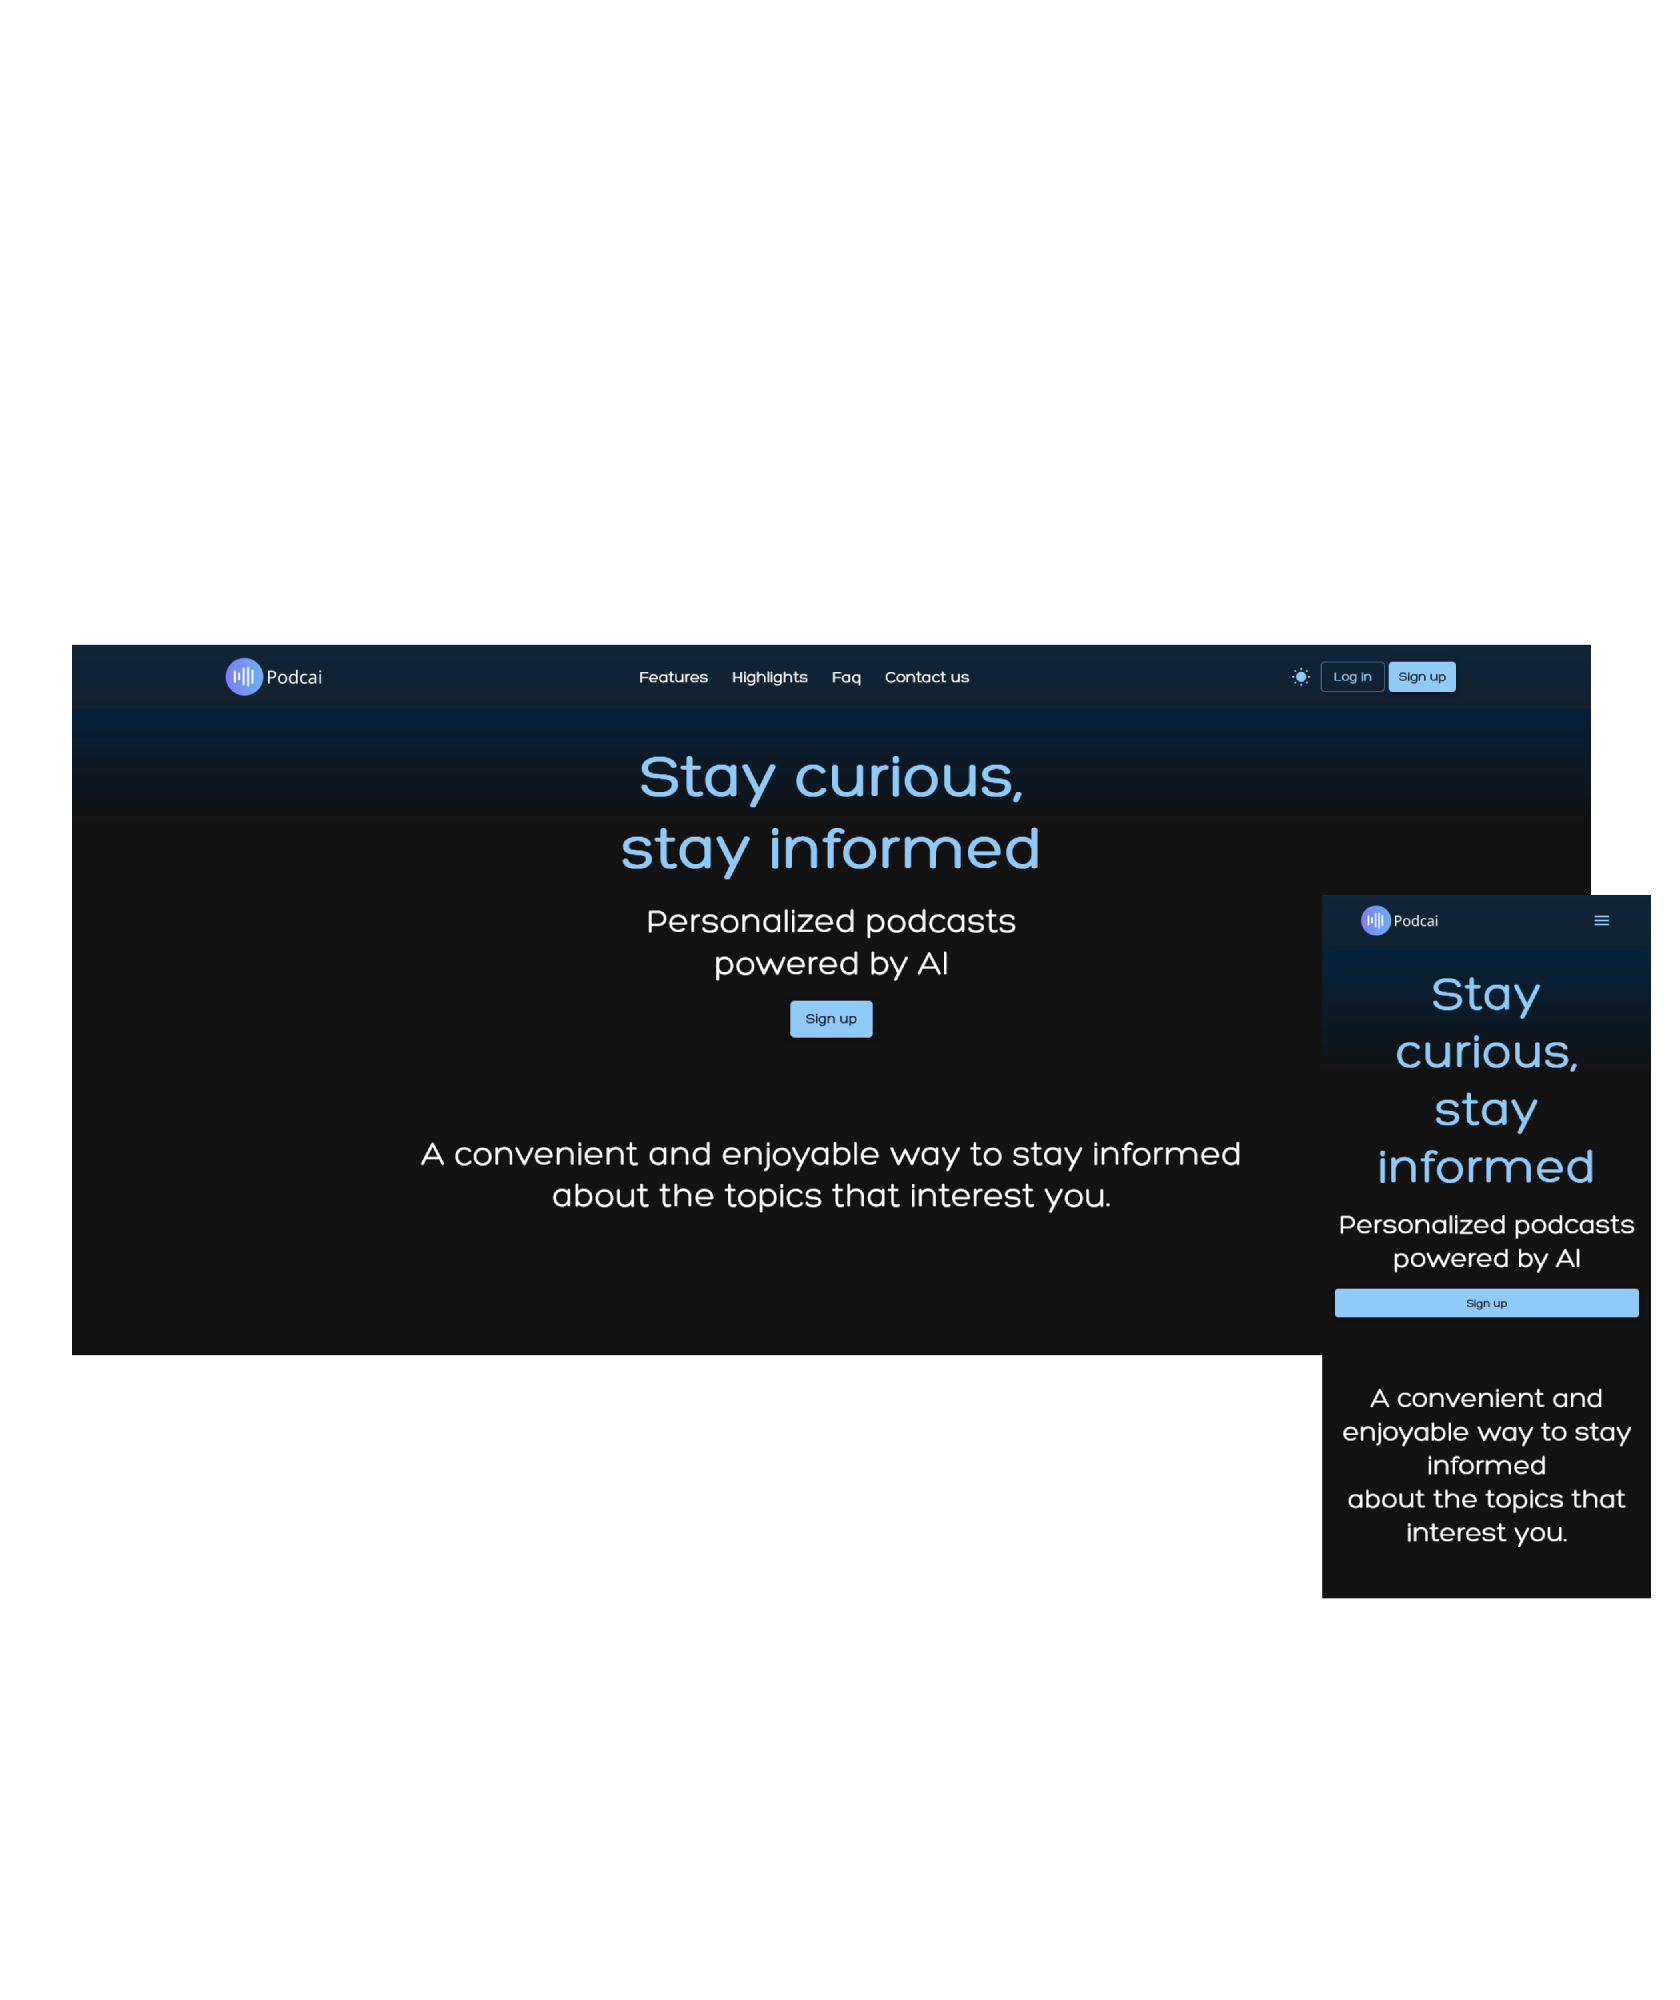 Podcai
Features Highlights Faq Contact us
Log in Sign up
Stay curious,
stay informed
Personalized podcasts
powered by AI
Sign up
A convenient and enjoyable way to stay informed
about the topics that interest you.
Podcai
Stay
curious,
stay
informed
Personalized podcasts
powered by AI
Sign up
A convenient and
enjoyable way to stay
informed
about the topics that
interest you.